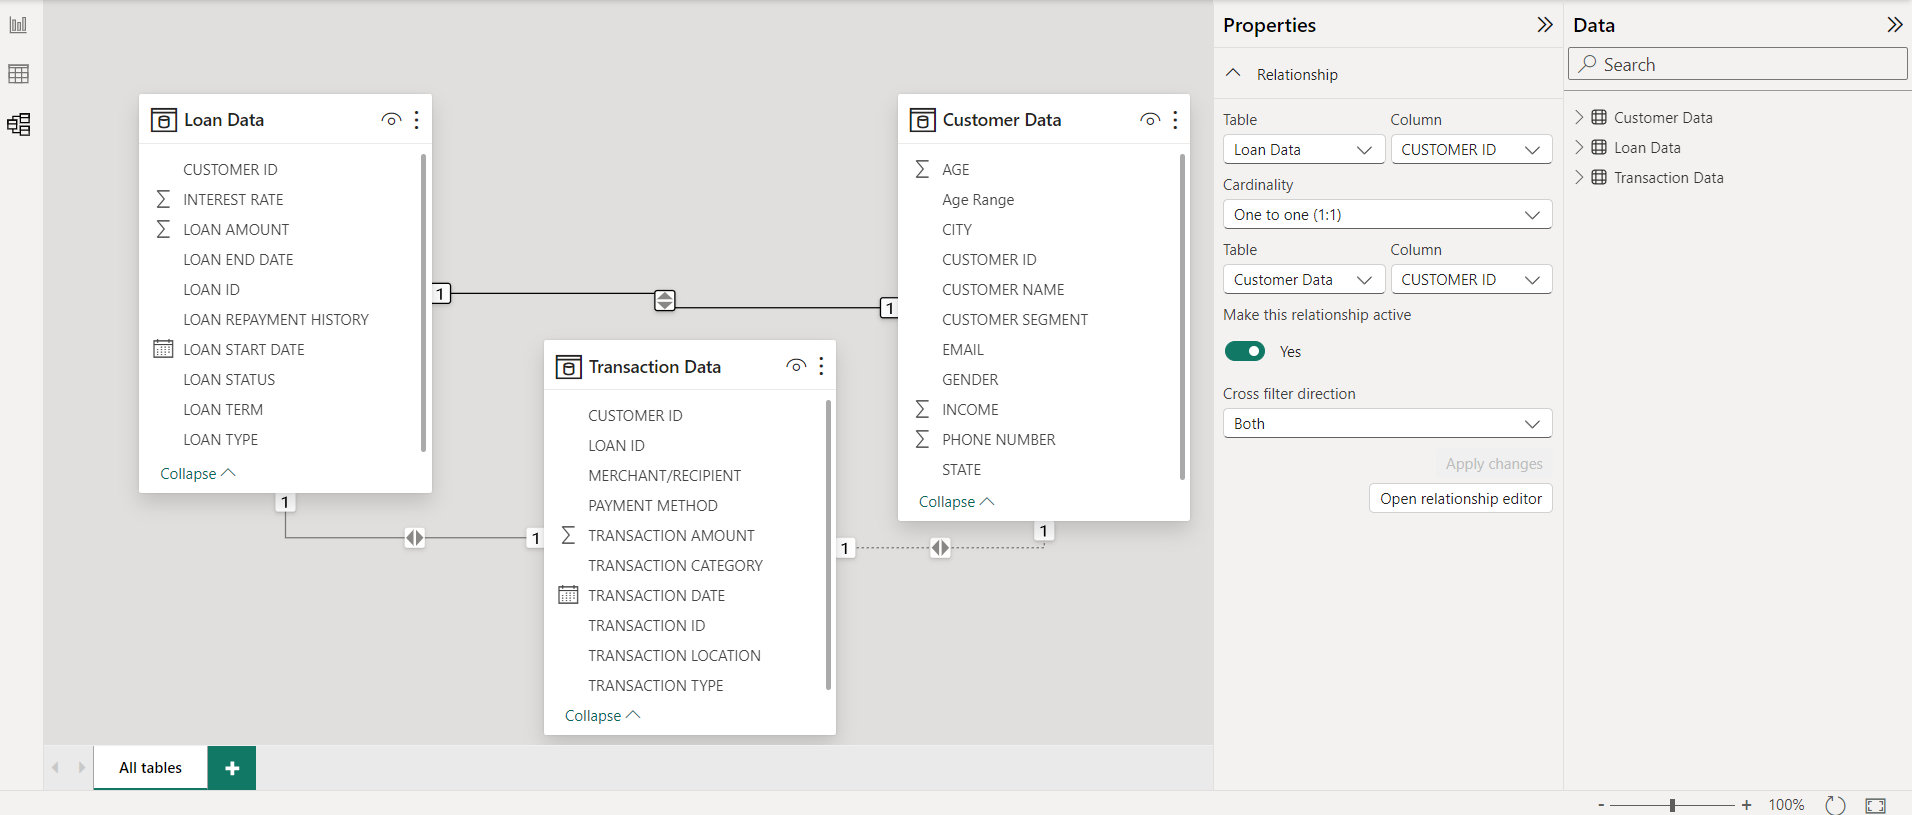 Loan Data
CUSTOMER ID
INTEREST RATE
LOAN AMOUNT
LOAN END DATE
LOAN ID
LOAN REPAYMENT HISTORY
LOAN START DATE
LOAN STATUS
LOAN TERM
LOAN TYPE
Collapse
1
1
1
1
1
1
Transaction Data
CUSTOMER ID
LOAN ID
MERCHANT/RECIPIENT
PAYMENT METHOD
TRANSACTION AMOUNT
TRANSACTION CATEGORY
TRANSACTION DATE
TRANSACTION ID
TRANSACTION LOCATION
TRANSACTION TYPE
Collapse
Customer Data
AGE
Age Range
CITY
CUSTOMER ID
CUSTOMER NAME
CUSTOMER SEGMENT
EMAIL
GENDER
INCOME
PHONE NUMBER
STATE
Collapse
All tables
+
Properties
Relationship
Table Column
Loan Data CUSTOMER ID
Cardinality
One to one (1:1)
Table Column
Customer Data CUSTOMER ID
Make this relationship active
Yes
Cross filter direction
Both
Apply changes
Open relationship editor
Data
Search
Customer Data
Loan Data
Transaction Data
- + 100%